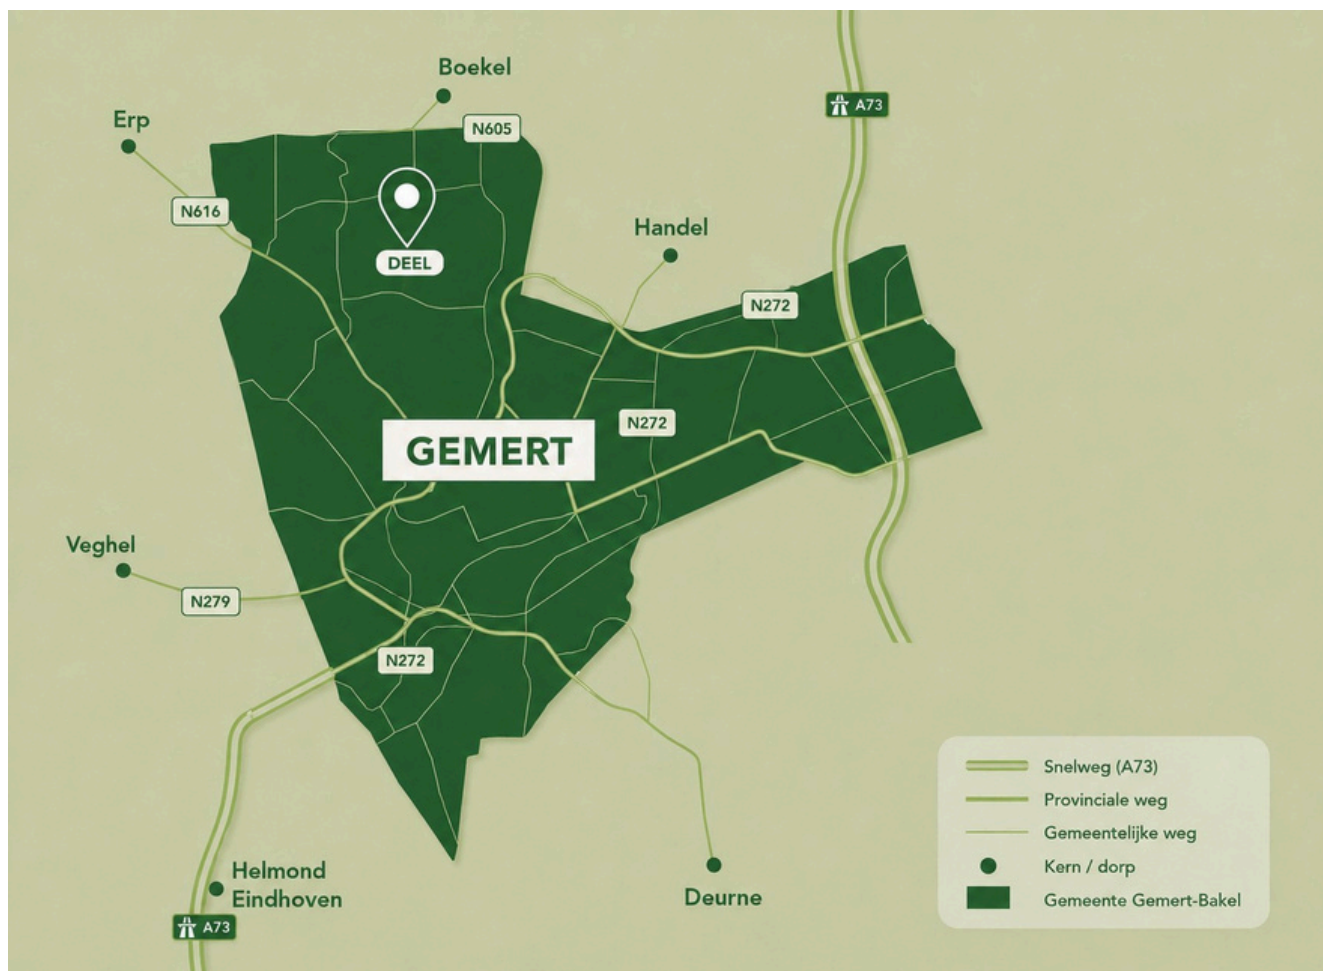 Boekel
Erp
N605
A73
N616
Handel
DEEL
N272
N272
GEMERT
Veghel
N279
N272
Helmond
Eindhoven
Deurne
A73
Snelweg (A73)
Provinciale weg
Gemeentelijke weg
Kern / dorp
Gemeente Gemert-Bakel